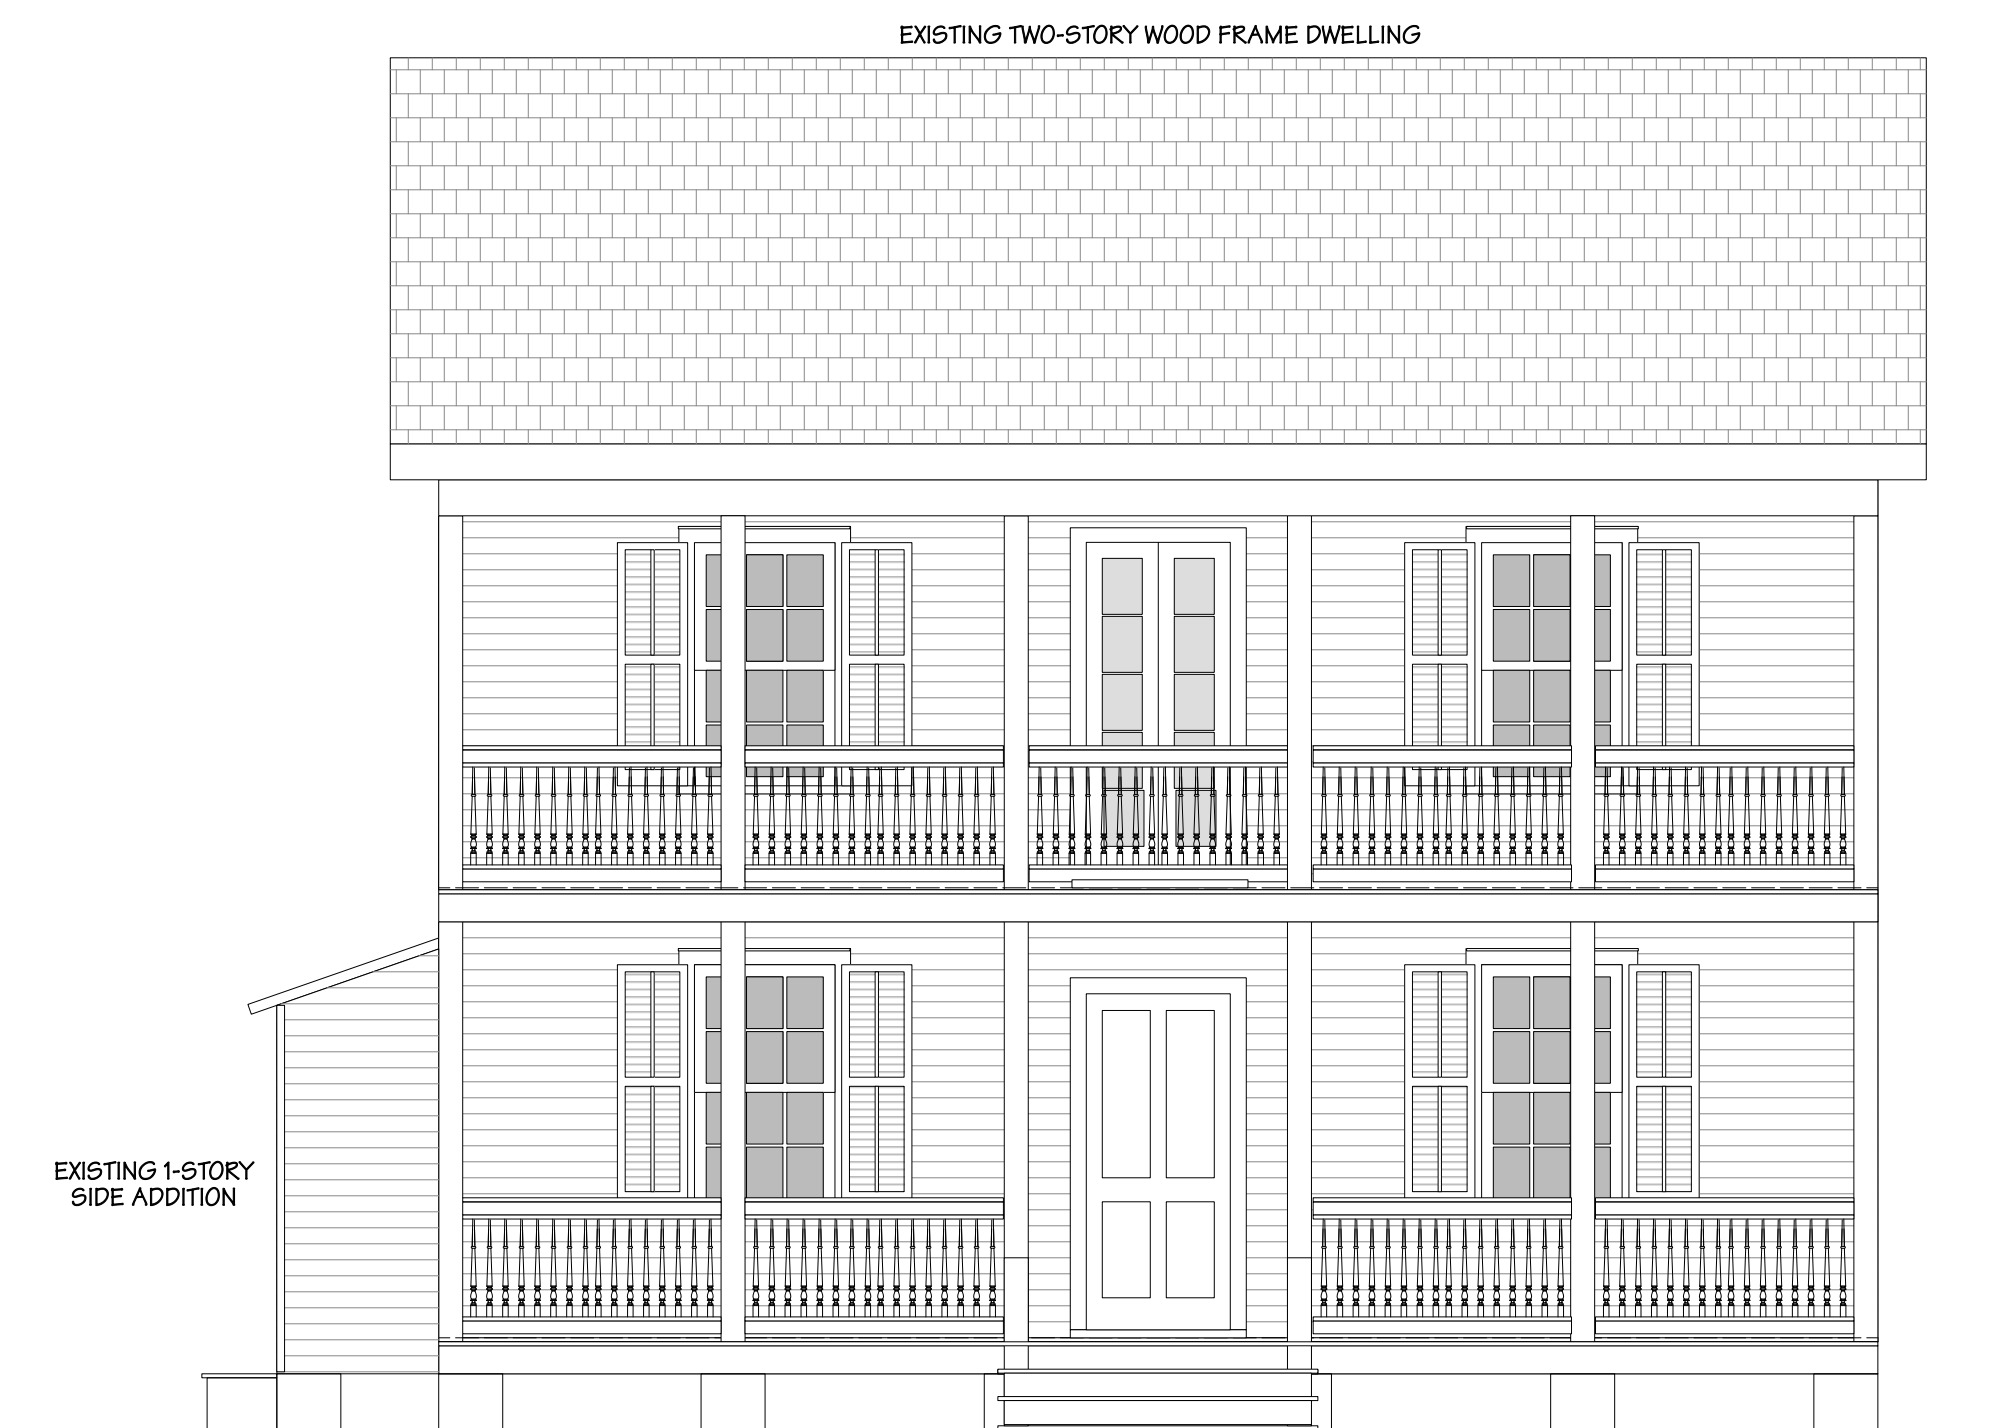 EXISTING TWO-STORY WOOD FRAME DWELLING
EXISTING 1-STORY
SIDE ADDITION